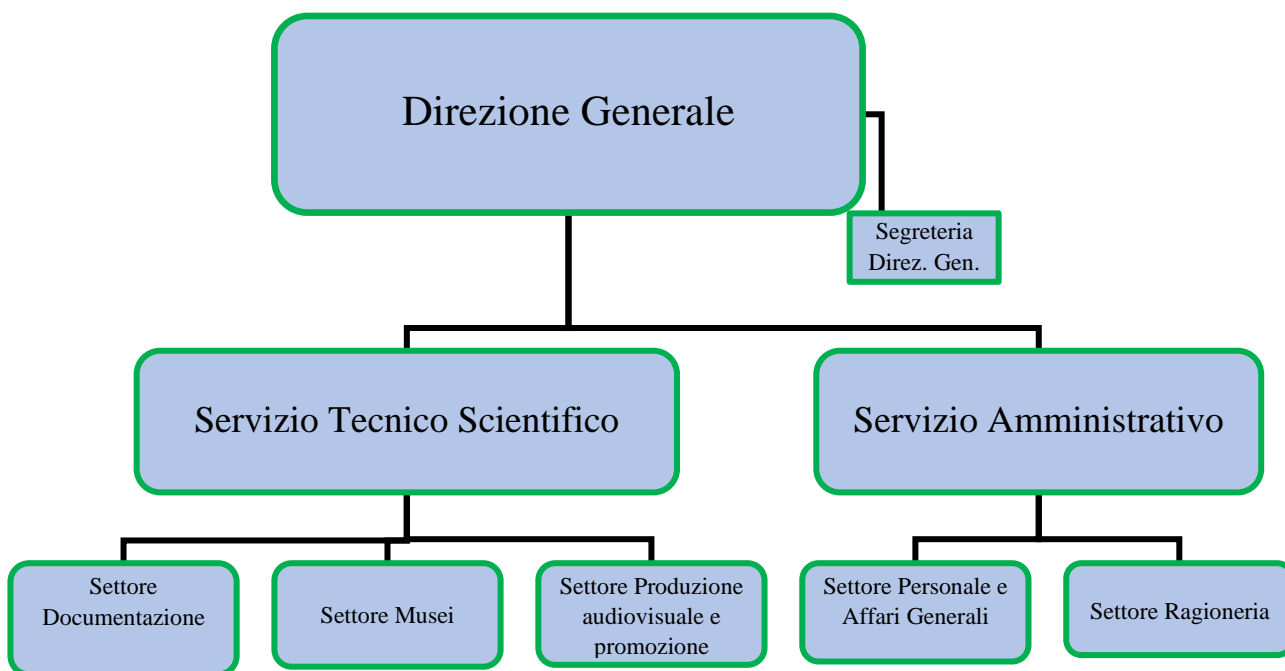 Direzione Generale
Segreteria
Direz. Gen.
Servizio Tecnico Scientifico
Servizio Amministrativo
Settore
Documentazione
Settore Musei
Settore Produzione
audiovisuale e
promozione
Settore Personale e
Affari Generali
Settore Ragioneria